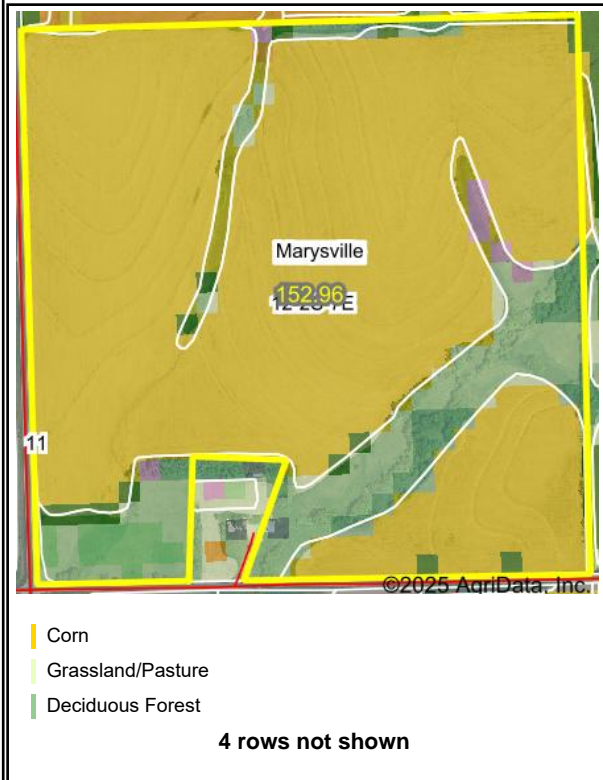 Marysville
152.96
11
©2025 AgriData, Inc.
Corn
Grassland/Pasture
Deciduous Forest
4 rows not shown